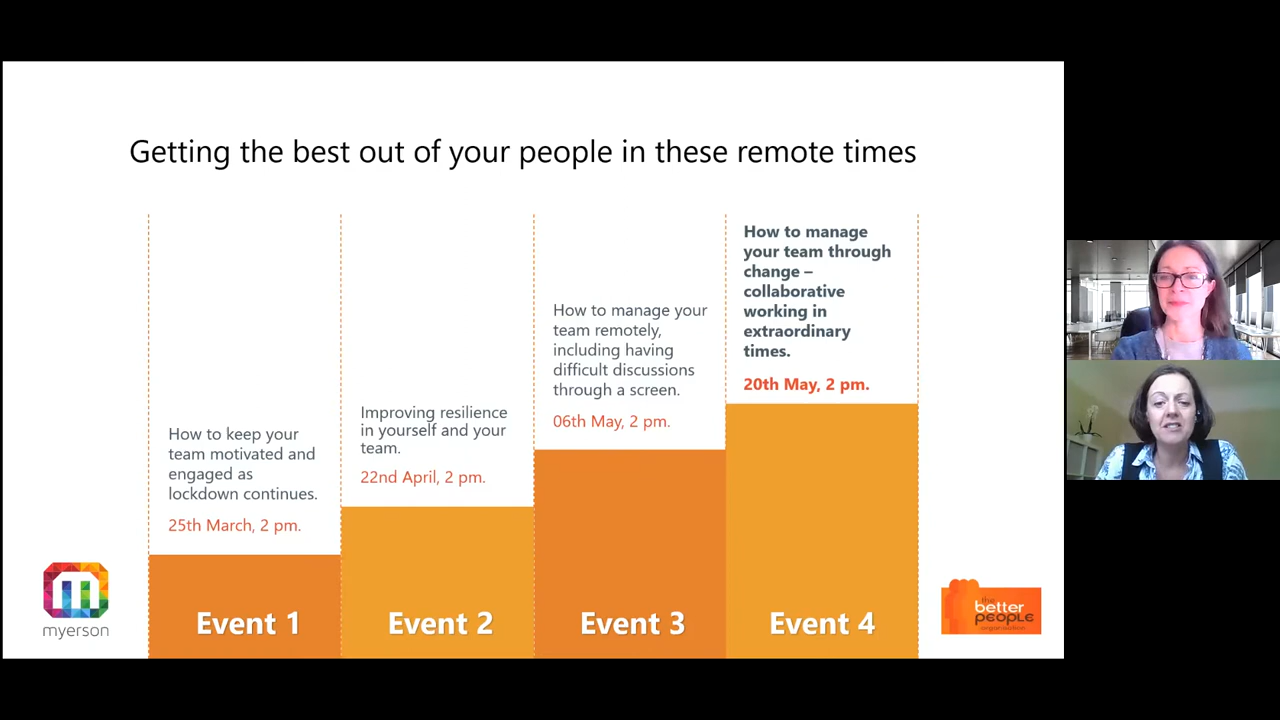 Getting the best out of your people in these remote times
How to keep your
team motivated and
engaged as
lockdown continues.
25th March, 2 pm.
Event 1
Improving resilience
in yourself and your
team.
22nd April, 2 pm.
Event 2
How to manage your
team remotely,
including having
difficult discussions
through a screen.
06th May, 2 pm.
Event 3
How to manage
your team through
change –
collaborative
working in
extraordinary
times.
20th May, 2 pm.
Event 4
myerson
the
better
people
organisation